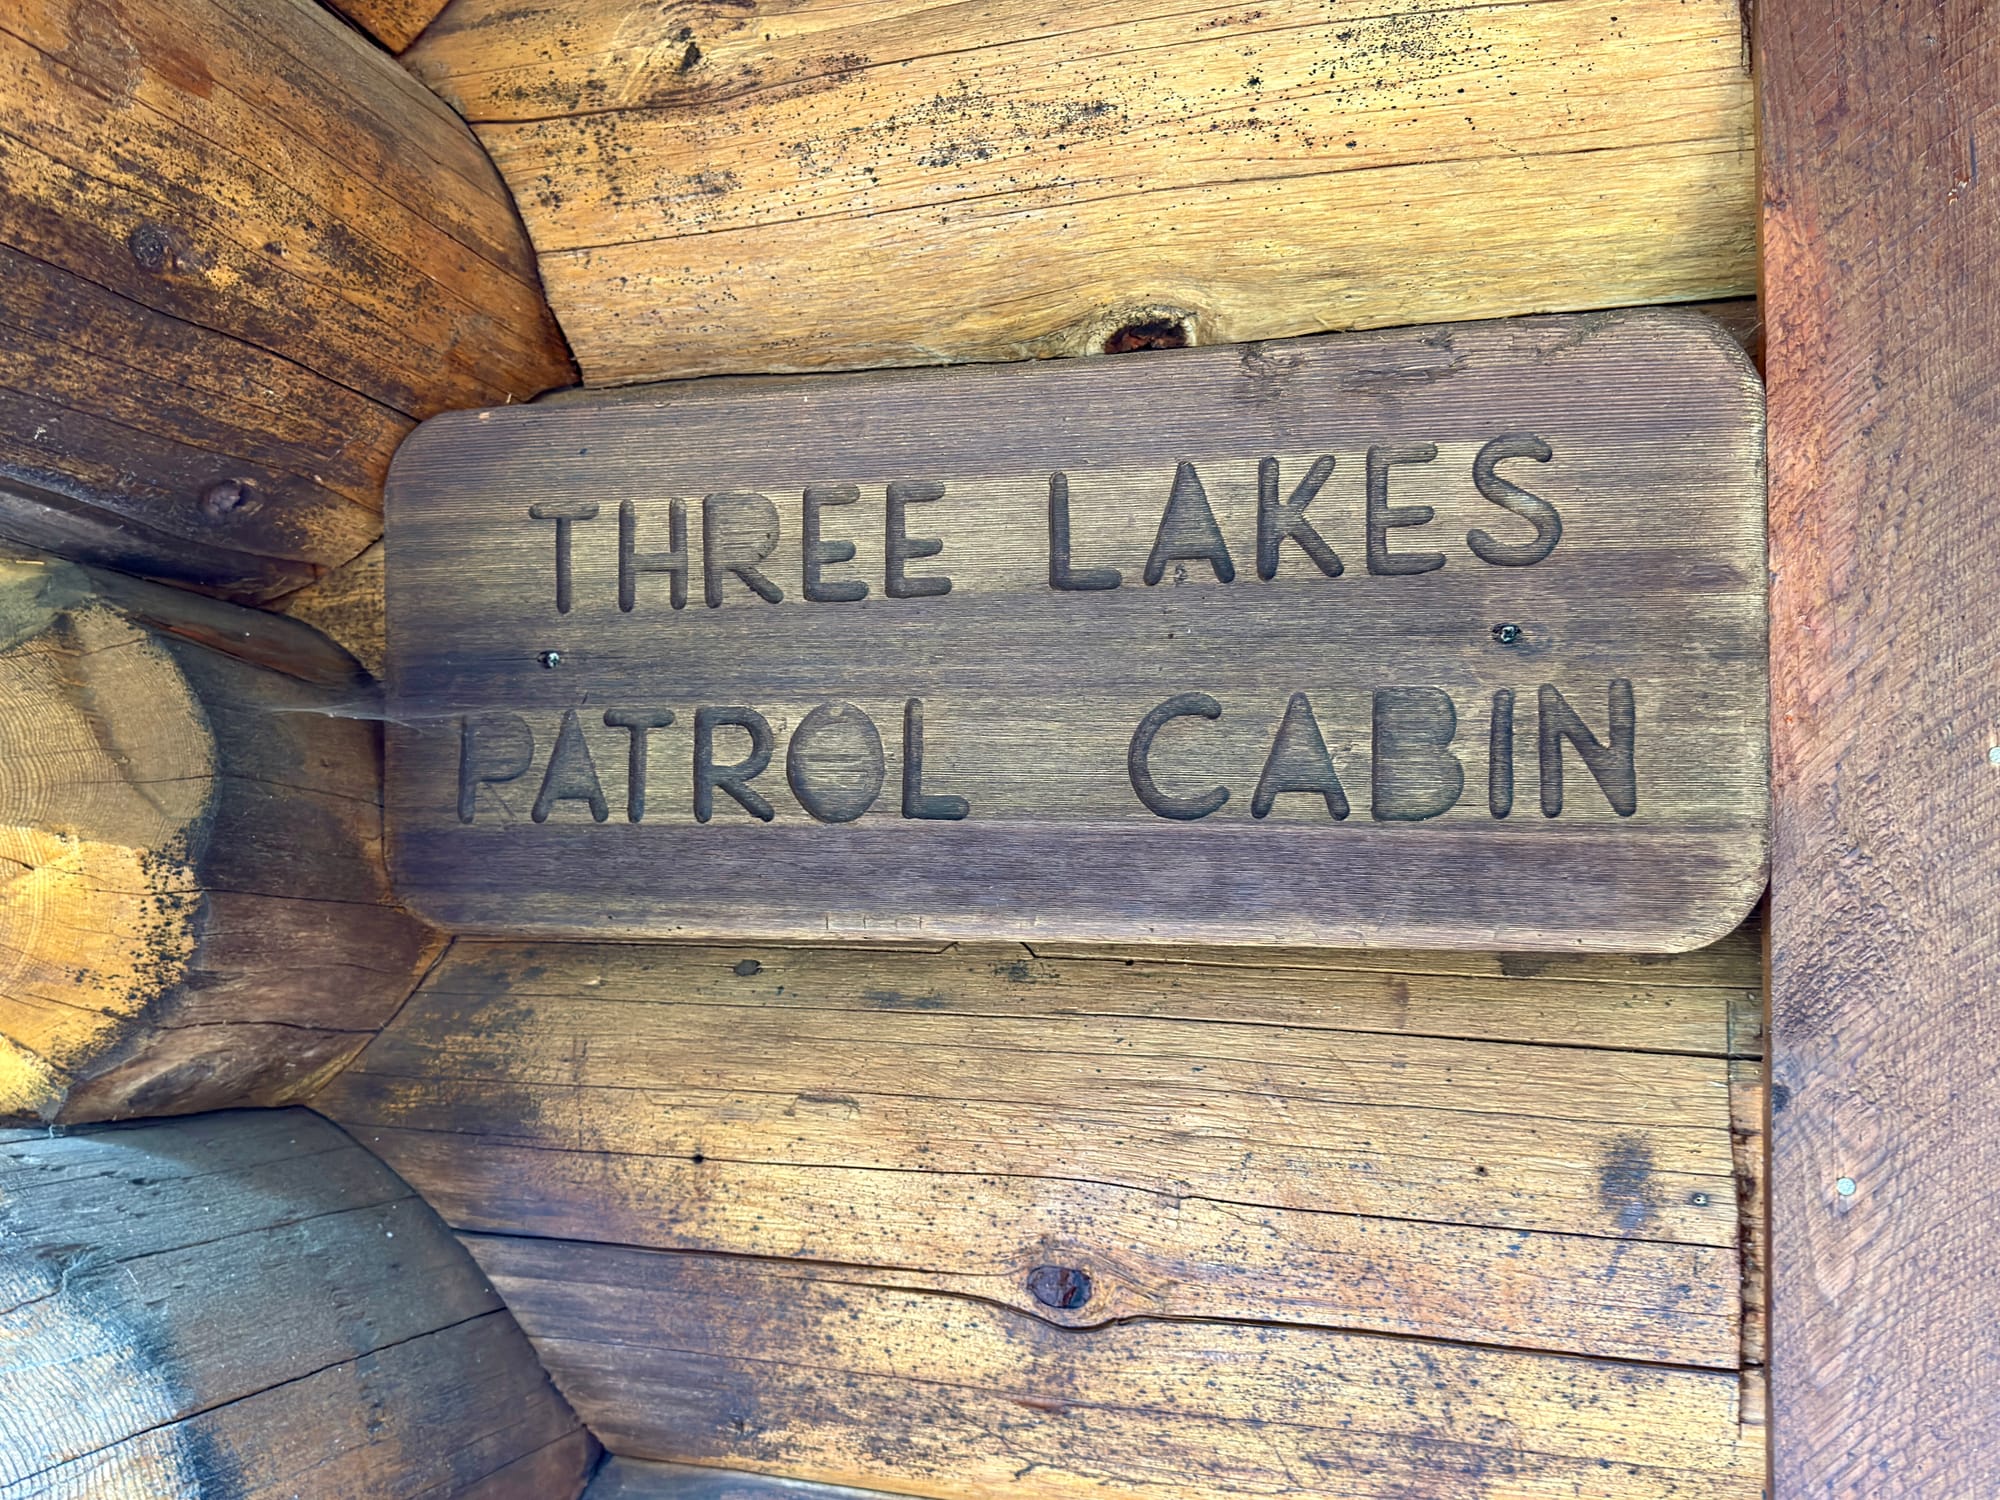 THREE LAKES
PATROL CABIN